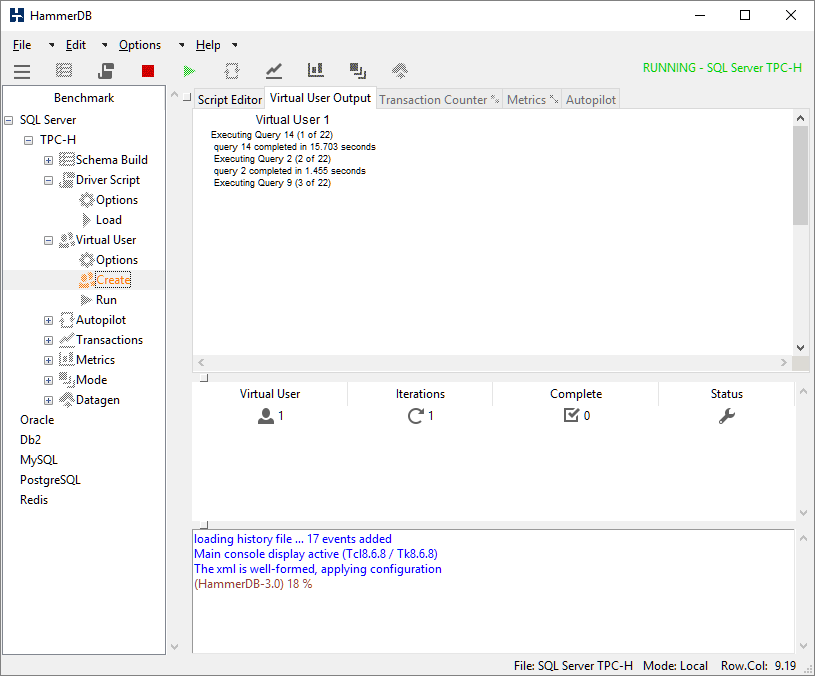 HammerDB
File Edit Options Help
RUNNING - SQL Server TPC-H
Benchmark
SQL Server
TPC-H
Schema Build
Driver Script
Options
Load
Virtual User
Options
Create
Run
Autopilot
Transactions
Metrics
Mode
Datagen
Oracle
Db2
MySQL
PostgreSQL
Redis
Script Editor Virtual User Output Transaction Counter Metrics Autopilot
Virtual User 1
Executing Query 14 (1 of 22)
query 14 completed in 15.703 seconds
Executing Query 2 (2 of 22)
query 2 completed in 1.455 seconds
Executing Query 9 (3 of 22)
Virtual User Iterations Complete Status
1 1 0
loading history file ... 17 events added
Main console display active (Tcl8.6.8 / Tk8.6.8)
The xml is well-formed, applying configuration
(HammerDB-3.0) 18 %
File: SQL Server TPC-H Mode: Local Row.Col: 9.19